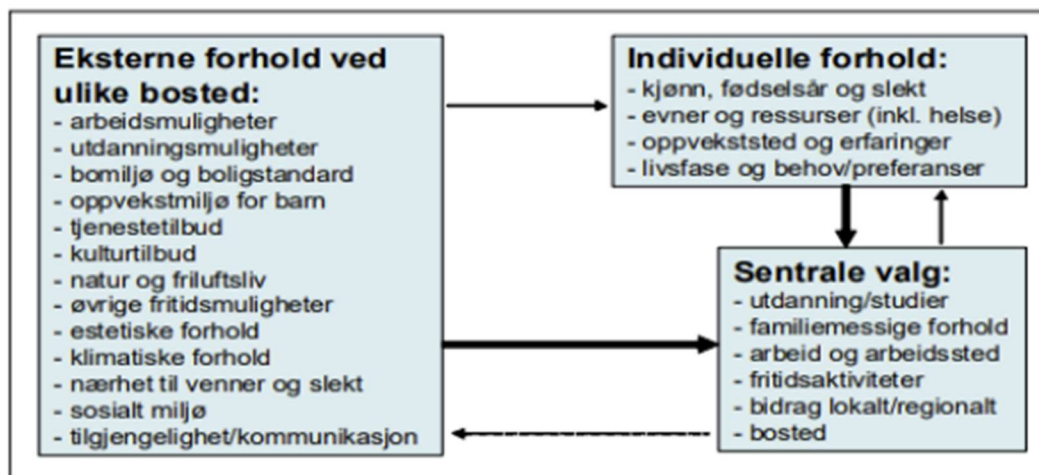 Eksterne forhold ved
ulike bosted:
- arbeidsmuligheter
- utdanningsmuligheter
- bomiljø og boligstandard
- oppvekstmiljø for barn
- tjenestetilbud
- kulturtilbud
- natur og friluftsliv
- øvrige fritidsmuligheter
- estetiske forhold
- klimatiske forhold
- nærhet til venner og slekt
- sosialt miljø
- tilgjengelighet/kommunikasjon
Individuelle forhold:
- kjønn, fødselsår og slekt
- evner og ressurser (inkl. helse)
- oppvekststed og erfaringer
- livsfase og behov/preferanser
Sentrale valg:
- utdanning/studier
- familiemessige forhold
- arbeid og arbeidssted
- fritidsaktiviteter
- bidrag lokalt/regionalt
- bosted